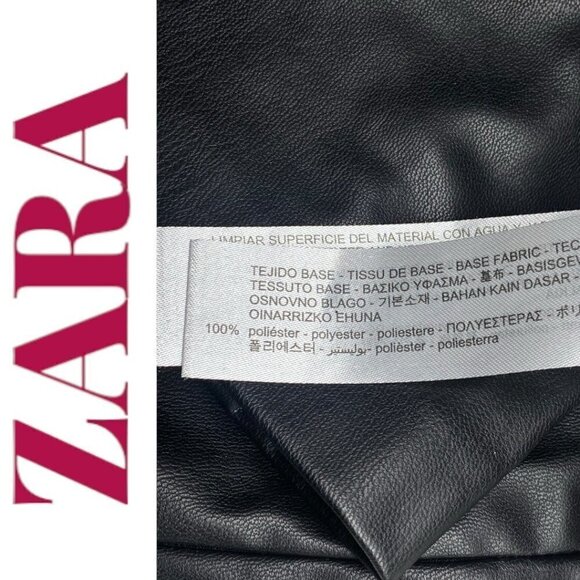 ZARA
LIMPIAR SUPERFICIE DEL MATERIAL CON AGUA Y
TEJIDO BASE - TISSU DE BASE - BASE FABRIC - TEC
TESSUTO BASE - ΒΑΣΙΚΟ ΥΦΑΣΜΑ - 基布 - BASISGEV
OSNOVNO BLAGO - 기본소재 - BAHAN KAIN DASAR -
OINARRIZKO EHUNA
100% poliéster - polyester - poliestere - ΠΟΛΥΕΣΤΕΡΑΣ - ポリ
폴리에스터 - بوليستير - polièster - poliesterra